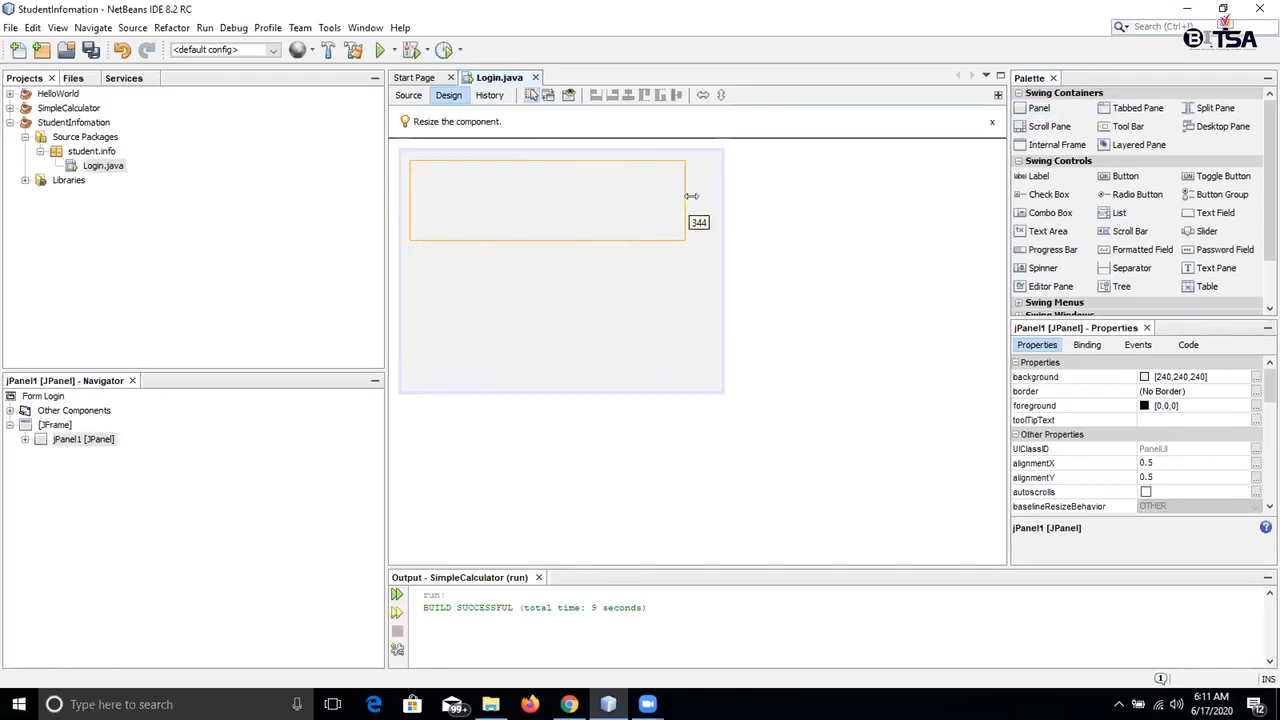 StudentInfomation - NetBeans IDE 8.2 RC
File Edit View Navigate Source Refactor Run Debug Profile Team Tools Window Help
Search (Ctrl+I)
BITSA
<default config>
Projects Files Services
HelloWorld
SimpleCalculator
StudentInfomation
Source Packages
student.info
Login.java
Libraries
Start Page Login.java
Source Design History
Resize the component.
x
344
Palette
Swing Containers
Panel Tabbed Pane Split Pane
Scroll Pane Tool Bar Desktop Pane
Internal Frame Layered Pane
Swing Controls
Label Button Toggle Button
Check Box Radio Button Button Group
Combo Box List Text Field
Text Area Scroll Bar Slider
Progress Bar Formatted Field Password Field
Spinner Separator Text Pane
Editor Pane Tree Table
Swing Menus
Swing Windows
jPanel1 [JPanel] - Properties
Properties Binding Events Code
Properties
background [240,240,240] ...
border (No Border) ...
foreground [0,0,0] ...
toolTipText ...
Other Properties
UIClassID PanelUI ...
alignmentX 0.5 ...
alignmentY 0.5 ...
autoscrolls ...
baselineResizeBehavior OTHER
jPanel1 [JPanel]
jPanel1 [JPanel] - Navigator
Form Login
Other Components
[JFrame]
jPanel1 [JPanel]
Output - SimpleCalculator (run)
run:
BUILD SUCCESSFUL (total time: 9 seconds)
1 INS
Type here to search
99+
6:11 AM
6/17/2020
12